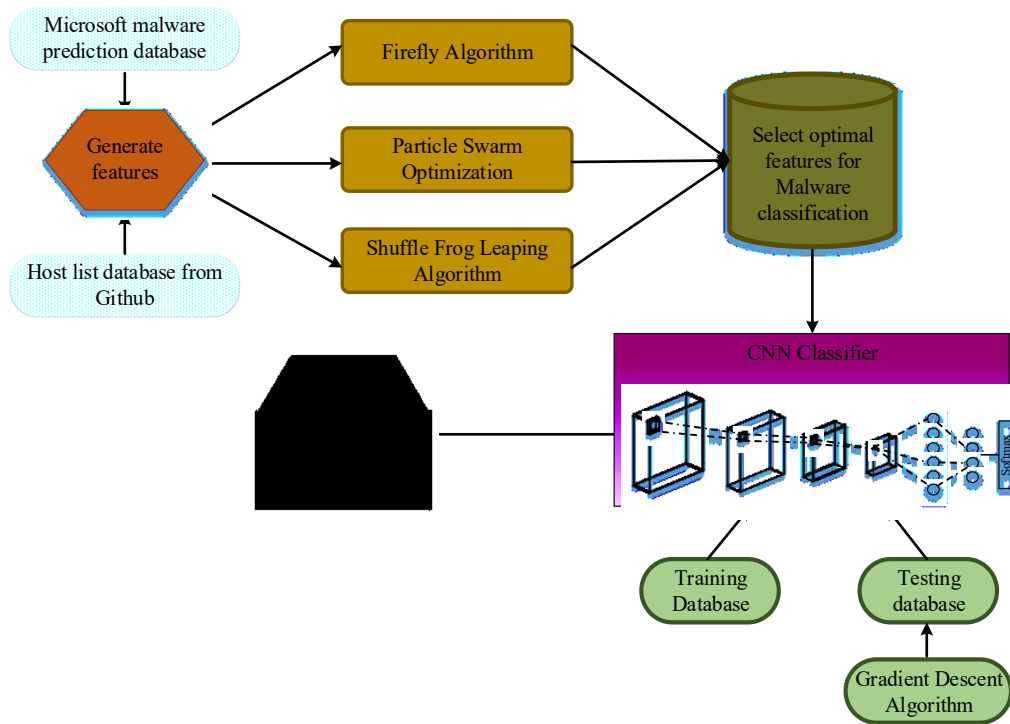 Microsoft malware
prediction database
Generate
features
Host list database from
Github
Firefly Algorithm
Particle Swarm
Optimization
Shuffle Frog Leaping
Algorithm
Select optimal
features for
Malware
classification
CNN Classifier
Softmax
Training
Database
Testing
database
Gradient Descent
Algorithm